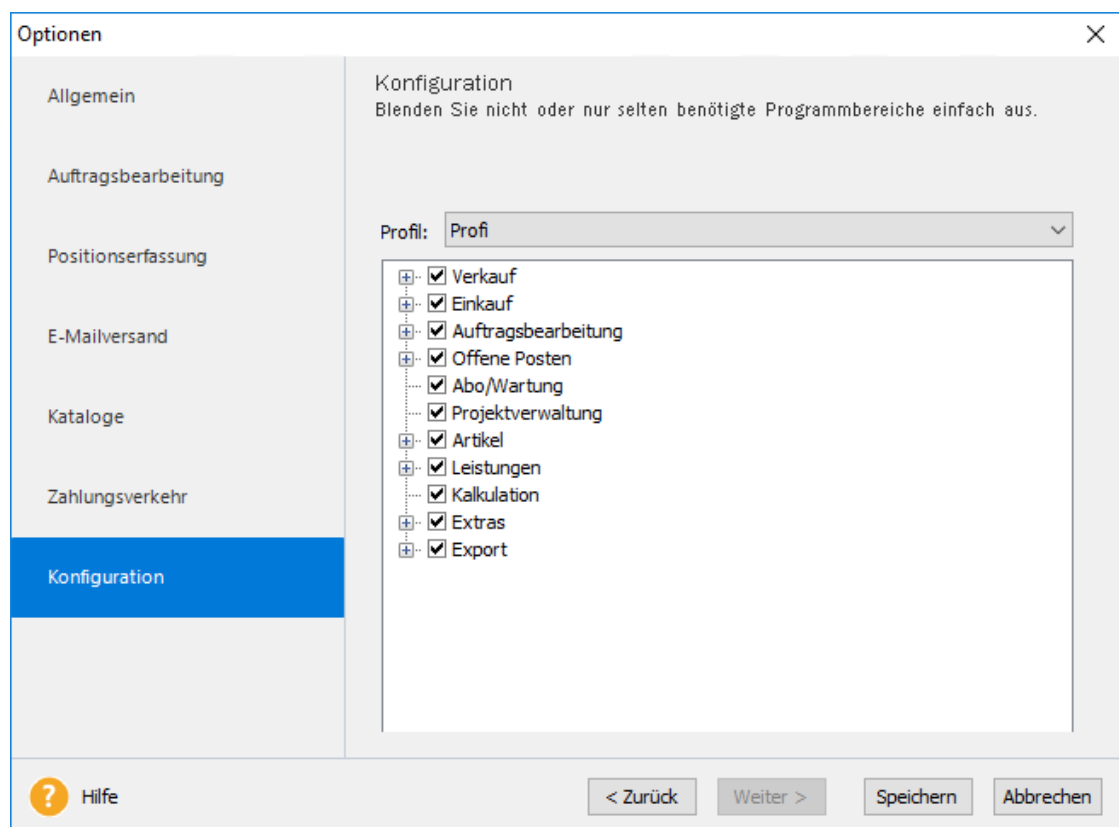 Optionen
Allgemein
Auftragsbearbeitung
Positionserfassung
E-Mailversand
Kataloge
Zahlungsverkehr
Konfiguration
Konfiguration
Blenden Sie nicht oder nur selten benötigte Programmbereiche einfach aus.
Profil: Profi
Verkauf
Einkauf
Auftragsbearbeitung
Offene Posten
Abo/Wartung
Projektverwaltung
Artikel
Leistungen
Kalkulation
Extras
Export
? Hilfe < Zurück Weiter > Speichern Abbrechen